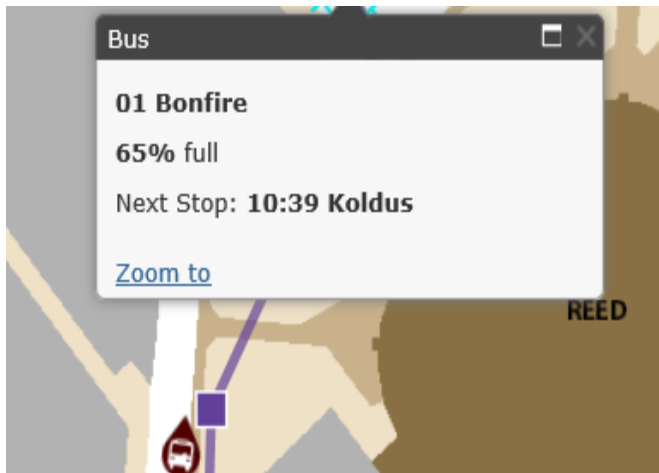 Bus
01 Bonfire
65% full
Next Stop: 10:39 Koldus
Zoom to
REED